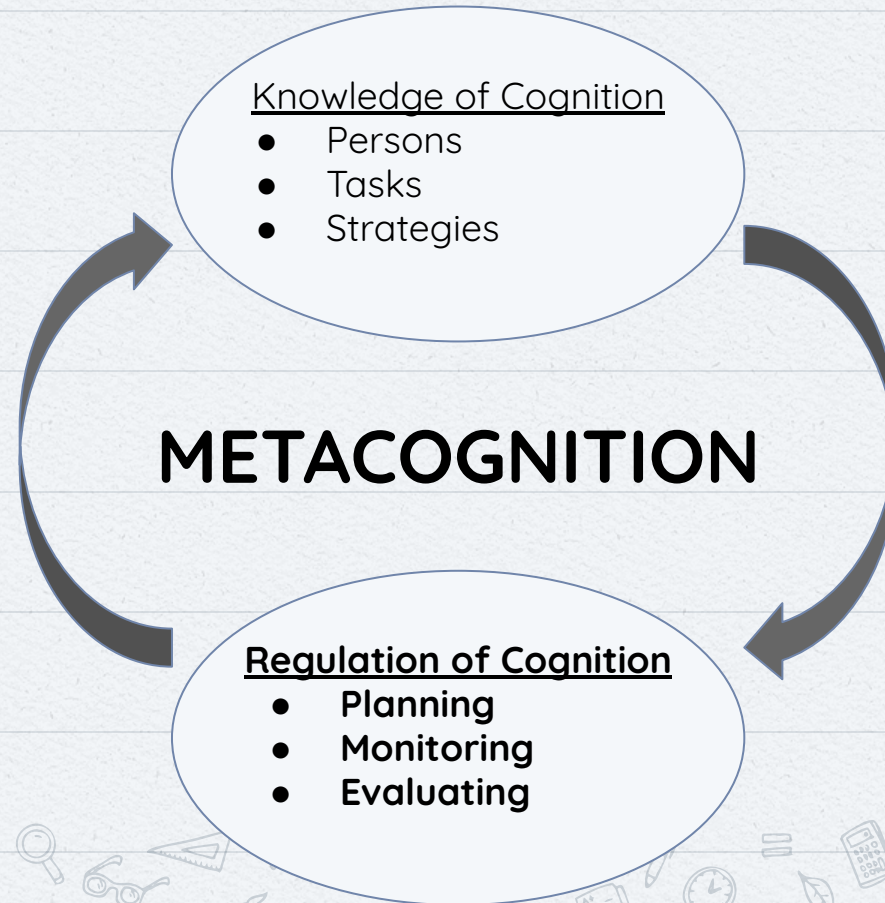 Knowledge of Cognition
● Persons
● Tasks
● Strategies
METACOGNITION
Regulation of Cognition
● Planning
● Monitoring
● Evaluating